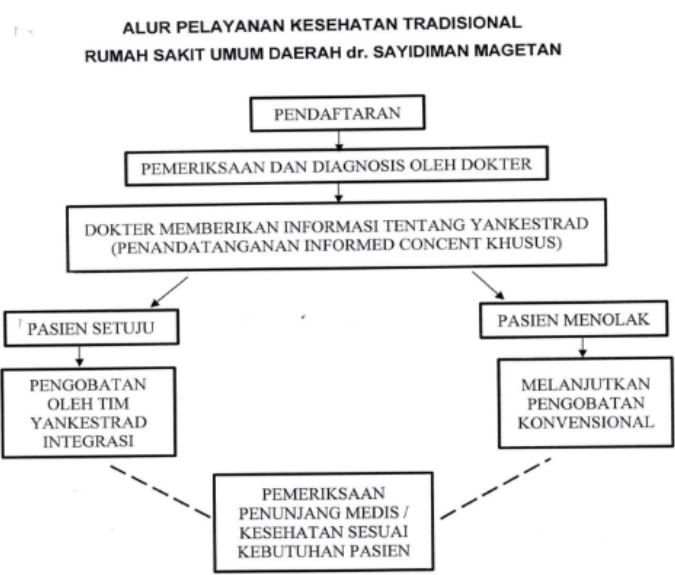 ALUR PELAYANAN KESEHATAN TRADISIONAL
RUMAH SAKIT UMUM DAERAH dr. SAYIDIMAN MAGETAN
PENDAFTARAN
PEMERIKSAAN DAN DIAGNOSIS OLEH DOKTER
DOKTER MEMBERIKAN INFORMASI TENTANG YANKESTRAD
(PENANDATANGANAN INFORMED CONCENT KHUSUS)
PASIEN SETUJU
PENGOBATAN
OLEH TIM
YANKESTRAD
INTEGRASI
PASIEN MENOLAK
MELANJUTKAN
PENGOBATAN
KONVENSIONAL
PEMERIKSAAN
PENUNJANG MEDIS /
KESEHATAN SESUAI
KEBUTUHAN PASIEN